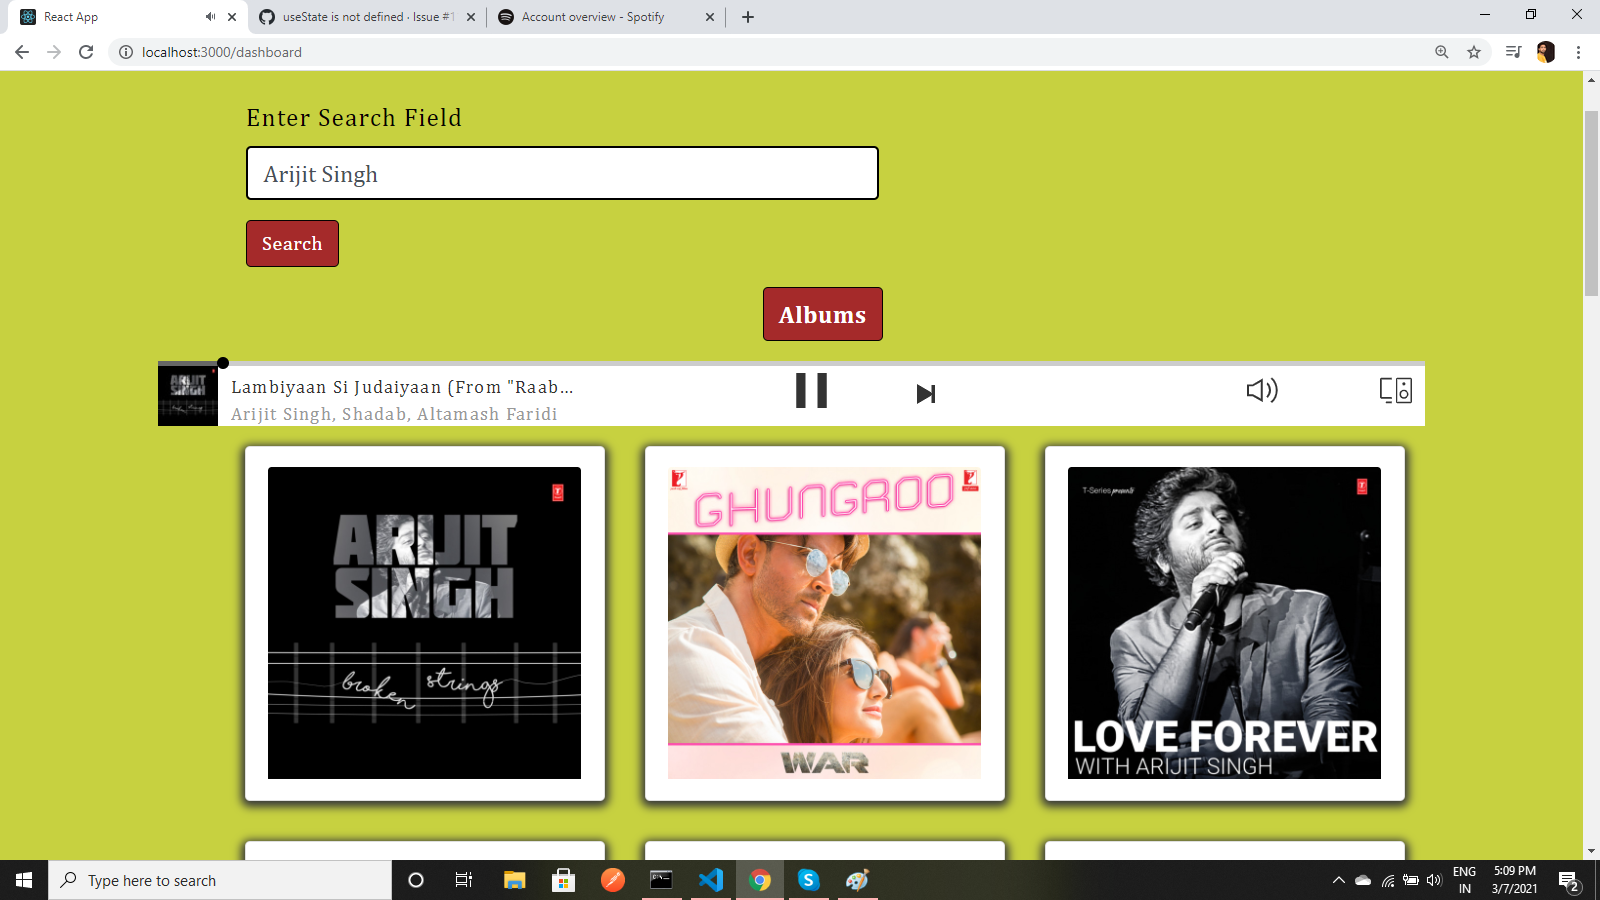 React App
useState is not defined · Issue #1
Account overview - Spotify
localhost:3000/dashboard
Enter Search Field
Arijit Singh
Search
Albums
Lambiyaan Si Judaiyaan (From "Raab...
Arijit Singh, Shadab, Altamash Faridi
ARIJIT
SINGH
broken strings
GHUNGROO
WAR
T-Series presents
LOVE FOREVER
WITH ARIJIT SINGH
Type here to search
ENG
IN
5:09 PM
3/7/2021
2